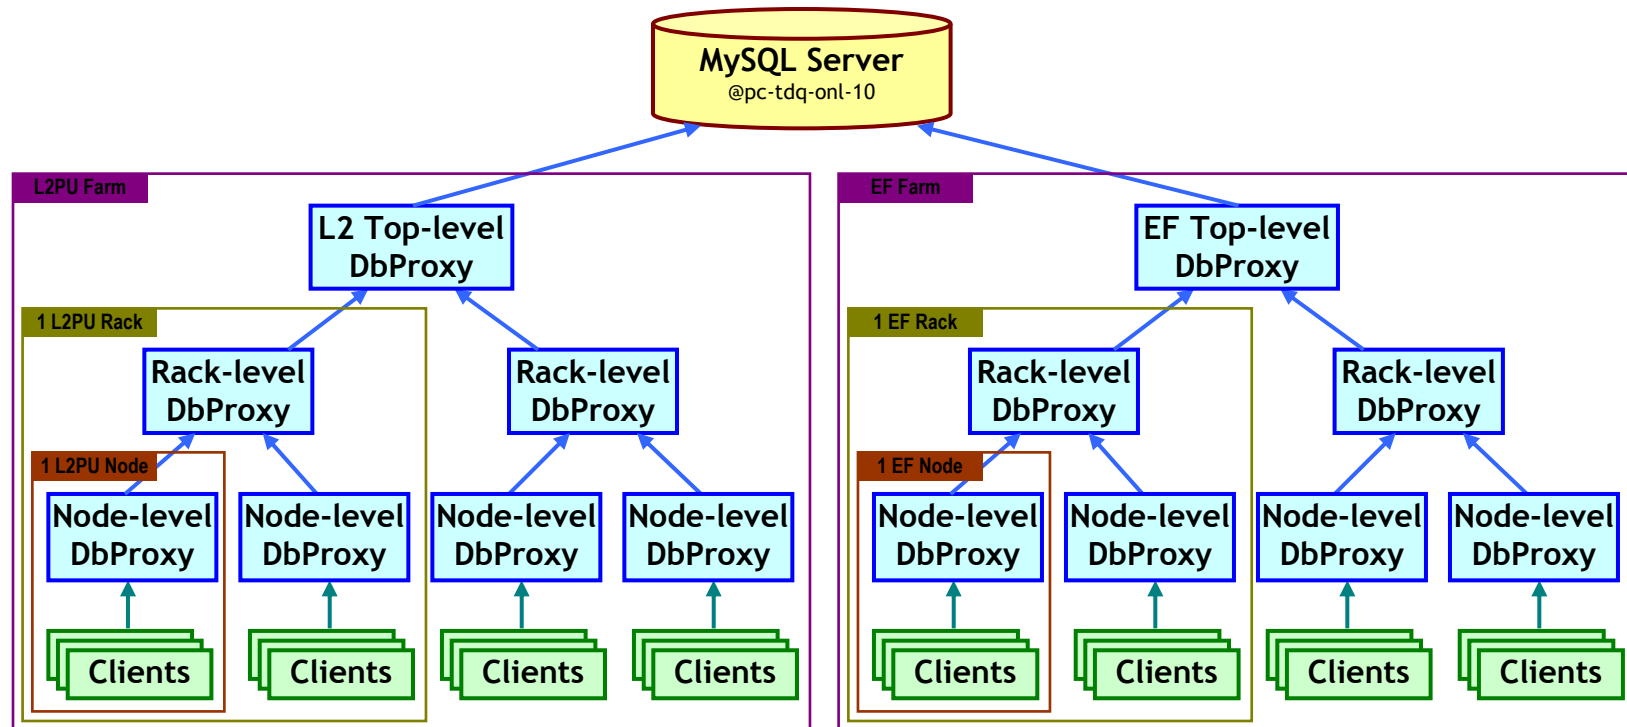 MySQL Server
@pc-tdq-onl-10
L2PU Farm
L2 Top-level
DbProxy
1 L2PU Rack
Rack-level
DbProxy
Rack-level
DbProxy
1 L2PU Node
Node-level
DbProxy
Node-level
DbProxy
Node-level
DbProxy
Node-level
DbProxy
Clients
Clients
Clients
Clients
EF Farm
EF Top-level
DbProxy
1 EF Rack
Rack-level
DbProxy
Rack-level
DbProxy
1 EF Node
Node-level
DbProxy
Node-level
DbProxy
Node-level
DbProxy
Node-level
DbProxy
Clients
Clients
Clients
Clients